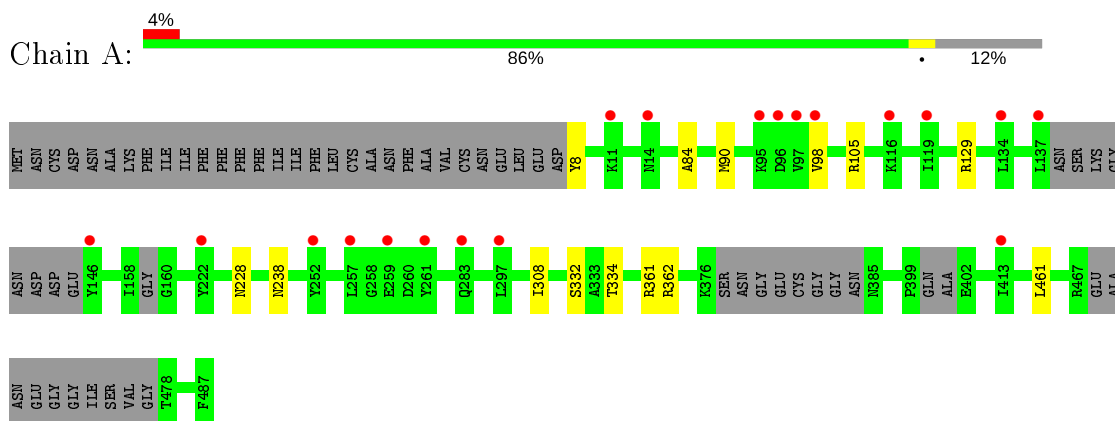 4%
Chain A:
86% • 12%
MET ASN CYS ASP ASN ALA LYS PHE ILE ILE PHE PHE PHE PHE ILE ILE PHE LEU CYS ALA ASN PHE ALA VAL CYS ASN GLU LEU GLU ASP Y8 K11 N14 A84 M90 K95 D96 V97 V98 R105 K116 I119 R129 L134 L137 ASN SER LYS GLY
ASN ASP ASP GLU Y146 I158 GLY G160 Y222 N228 N238 Y252 L257 G258 E259 D260 Y261 Q283 L297 I308 S332 A333 T334 R361 R362 K376 SER ASN GLY GLU CYS GLY GLY ASN N385 P399 GLN ALA E402 I413 L461 R467 GLU ALA
ASN GLU GLY GLY ILE SER VAL GLY T478 F487